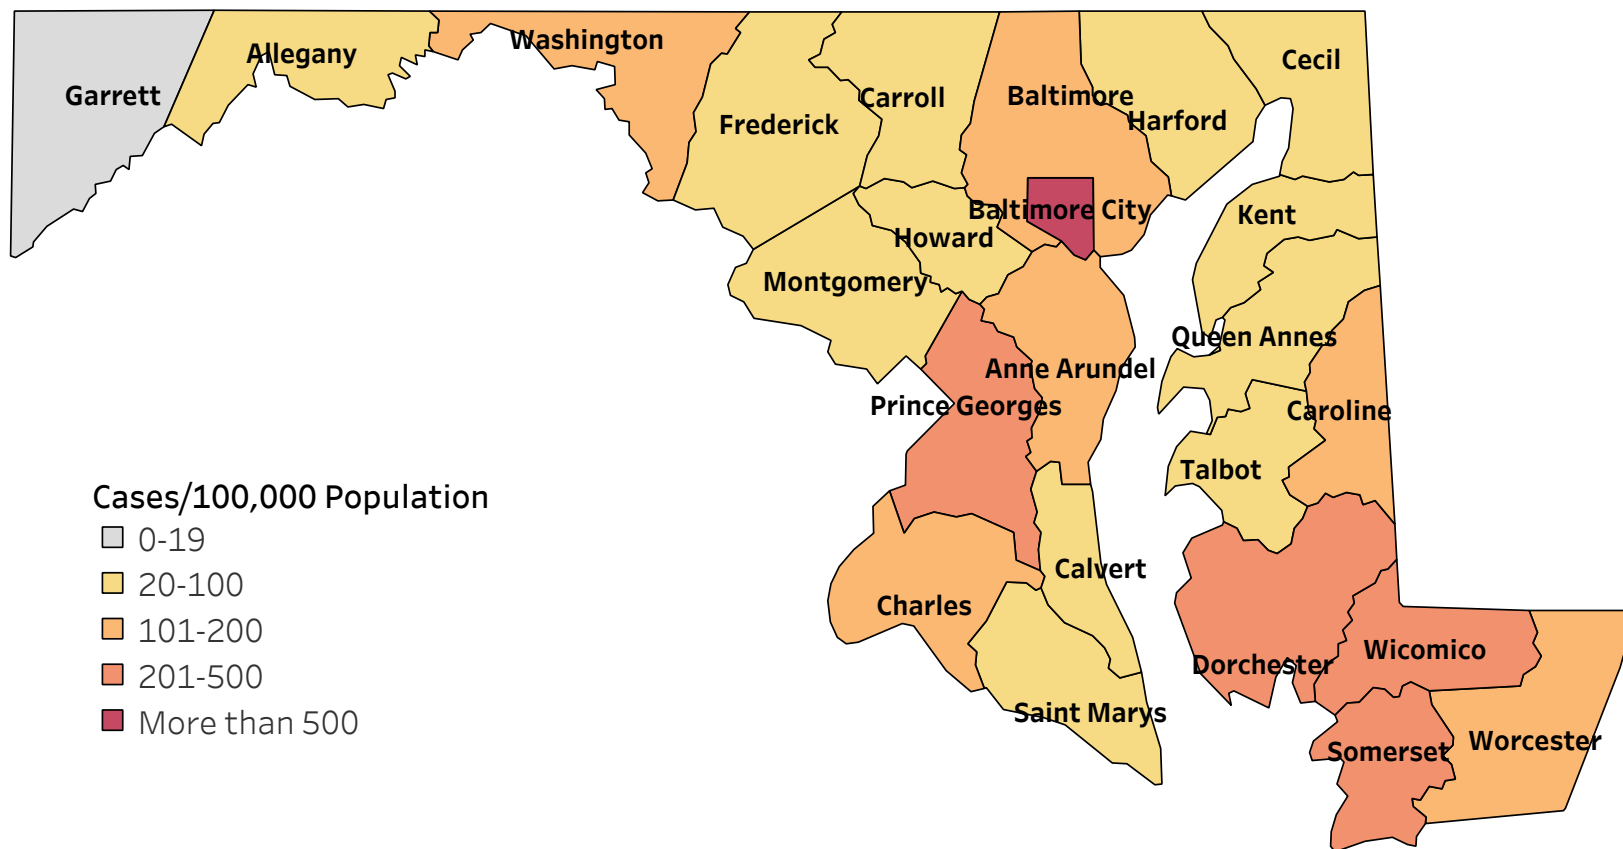 Washington
Allegany
Cecil
Garrett
Carroll
Baltimore
Frederick
Harford
Baltimore City
Kent
Howard
Montgomery
Queen Annes
Anne Arundel
Prince Georges
Caroline
Talbot
Cases/100,000 Population
0-19
20-100
101-200
201-500
More than 500
Calvert
Charles
Dorchester
Wicomico
Saint Marys
Somerset
Worcester